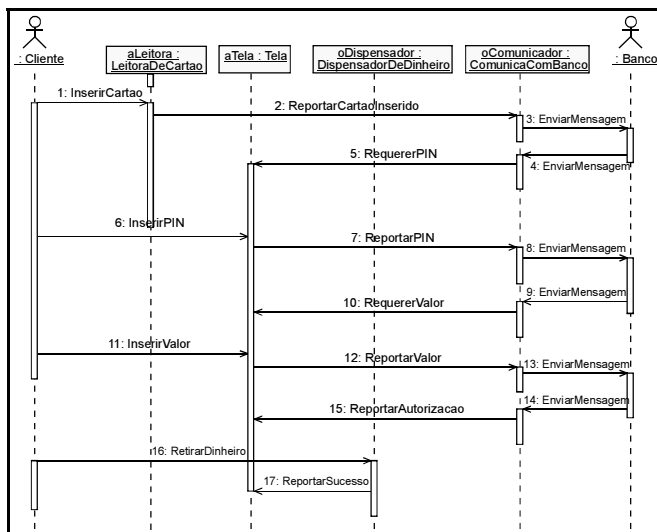 : Cliente
aLeitora :
LeitoraDeCartao
aTela : Tela
oDispensador :
DispensadorDeDinheiro
oComunicador :
ComunicaComBanco
: Banco
1: InserirCartao
2: ReportarCartaoInserido
3: EnviarMensagem
4: EnviarMensagem
5: RequererPIN
6: InserirPIN
7: ReportarPIN
8: EnviarMensagem
9: EnviarMensagem
10: RequererValor
11: InserirValor
12: ReportarValor
13: EnviarMensagem
14: EnviarMensagem
15: ReportarAutorizacao
16: RetirarDinheiro
17: ReportarSucesso